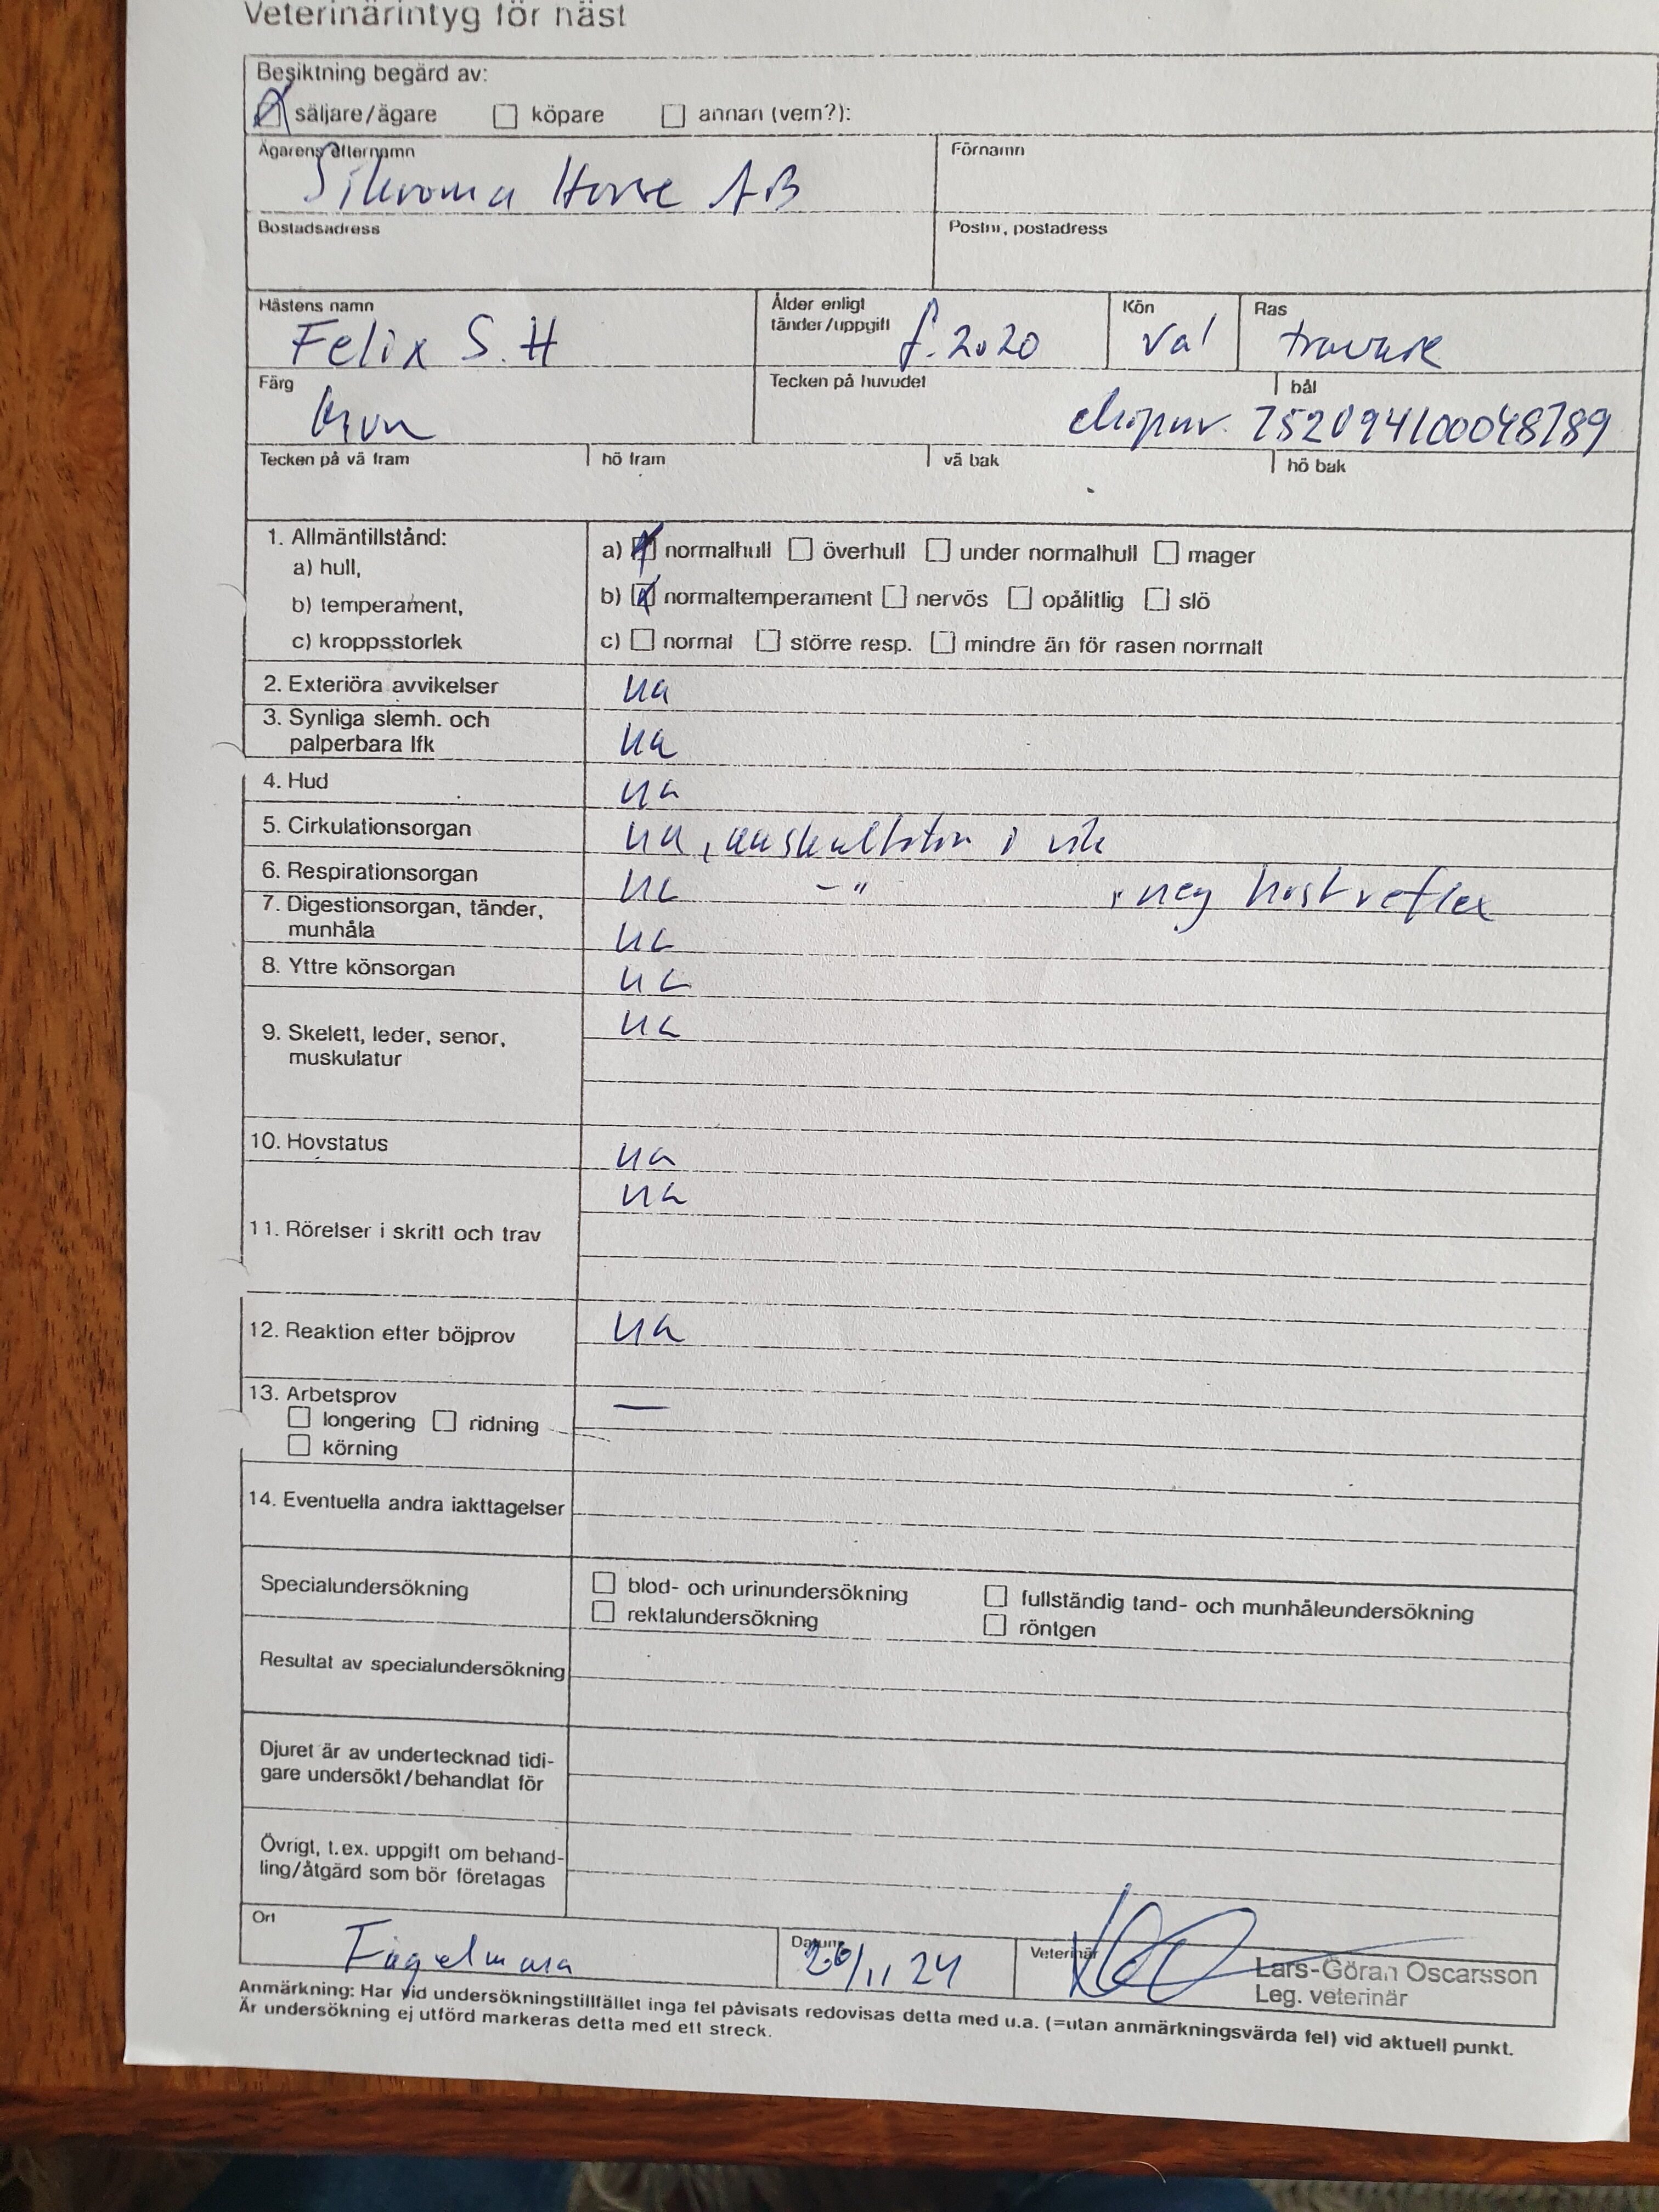 Veterinärintyg för häst
Besiktning begärd av:
säljare/ägare köpare annan (vem?):
Ägarens efternamn Förnamn
Horse AB
Bostadsadress Postnr, postadress
Hästens namn Ålder enligt tänder/uppgift Kön Ras
Felix S.H f. 2020 val travare
Färg Tecken på huvudet bål
brun chipnr. 752094100048789
Tecken på vä fram hö fram vä bak hö bak
1. Allmäntillstånd:
a) hull, a) normalhull överhull under normalhull mager
b) temperament, b) normaltemperament nervös opålitlig slö
c) kroppsstorlek c) normal större resp. mindre än för rasen normalt
2. Exteriöra avvikelser ua
3. Synliga slemh. och
palperbara lfk ua
4. Hud ua
5. Cirkulationsorgan ua, auskultation i vila
6. Respirationsorgan ua -"- , neg hostreflex
7. Digestionsorgan, tänder,
munhåla ua
8. Yttre könsorgan ua
9. Skelett, leder, senor, ua
muskulatur
10. Hovstatus ua
11. Rörelser i skritt och trav ua
12. Reaktion efter böjprov ua
13. Arbetsprov —
longering ridning
körning
14. Eventuella andra iakttagelser
Specialundersökning blod- och urinundersökning fullständig tand- och munhåleundersökning
rektalundersökning röntgen
Resultat av specialundersökning
Djuret är av undertecknad tidi-
gare undersökt/behandlat för
Övrigt, t.ex. uppgift om behand-
ling/åtgärd som bör företagas
Ort Datum Veterinär
Fågelmara 26/11 24 Lars-Göran Oscarsson
Leg. veterinär
Anmärkning: Har vid undersökningstillfället inga fel påvisats redovisas detta med u.a. (=utan anmärkningsvärda fel) vid aktuell punkt.
Är undersökning ej utförd markeras detta med ett streck.